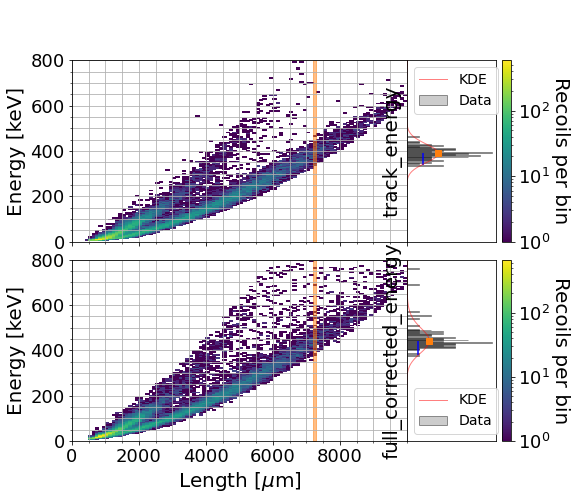 800
600
400
200
0
Energy [keV]
track_energy
KDE
Data
10²
10¹
10⁰
Recoils per bin
800
600
400
200
0
Energy [keV]
full_corrected_energy
KDE
Data
10²
10¹
10⁰
Recoils per bin
0 2000 4000 6000 8000
Length [μm]